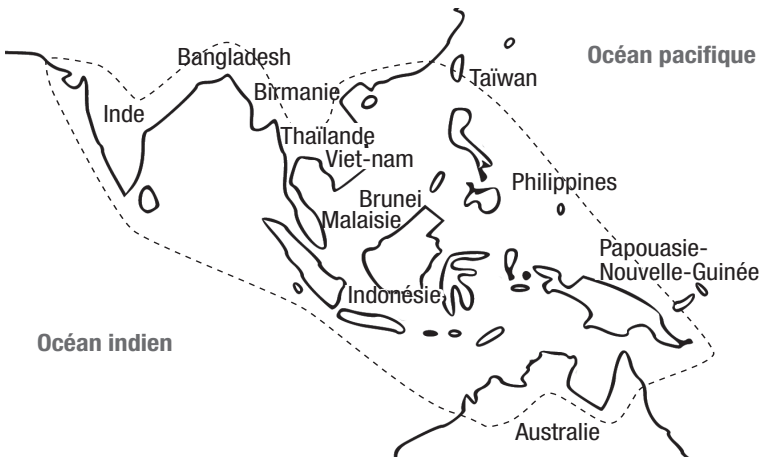 Océan pacifique
Bangladesh
Taïwan
Birmanie
Inde
Thaïlande
Viet-nam
Philippines
Brunei
Malaisie
Papouasie-
Nouvelle-Guinée
Indonésie
Océan indien
Australie